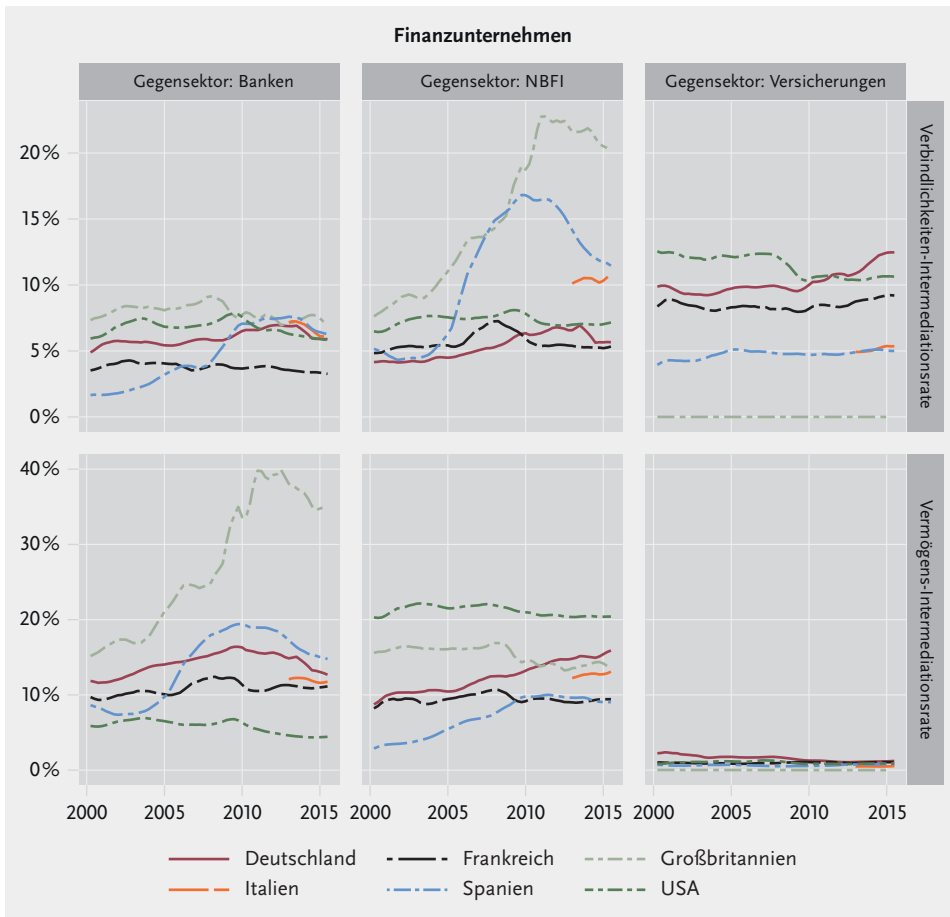 Finanzunternehmen
Gegensektor: Banken
Gegensektor: NBFI
Gegensektor: Versicherungen
20%
15%
10%
5%
0%
Verbindlichkeiten-Intermediationsrate
40%
30%
20%
10%
0%
Vermögens-Intermediationsrate
2000 2005 2010 2015
2000 2005 2010 2015
2000 2005 2010 2015
Deutschland
Frankreich
Großbritannien
Italien
Spanien
USA